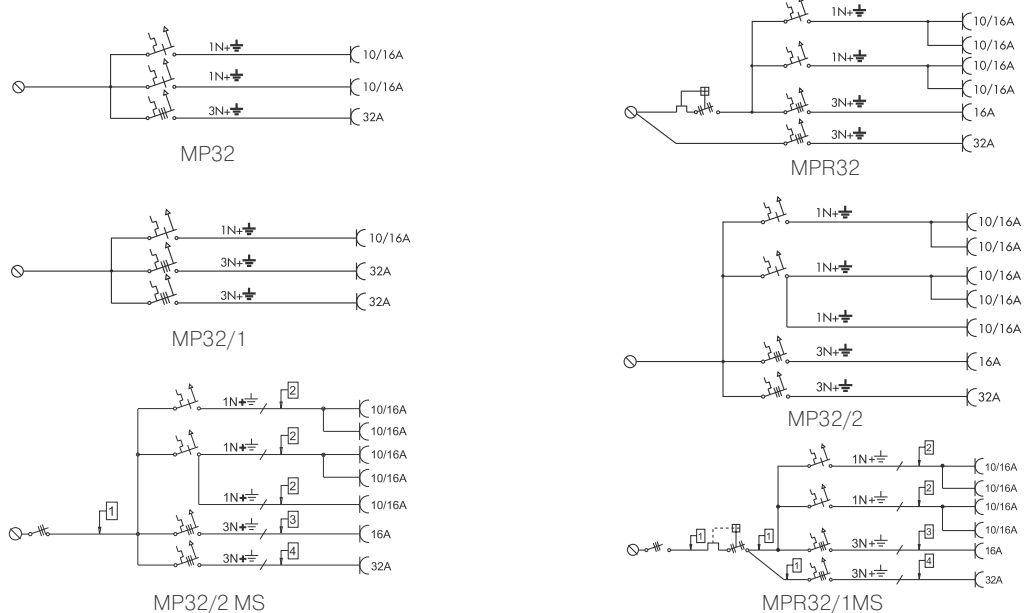 1N+
10/16A
1N+
10/16A
3N+
32A
MP32
1N+
10/16A
10/16A
1N+
10/16A
10/16A
3N+
16A
3N+
32A
MPR32
1N+
10/16A
3N+
32A
3N+
32A
MP32/1
1N+
10/16A
10/16A
1N+
10/16A
10/16A
1N+
10/16A
3N+
16A
3N+
32A
MP32/2
1N+
2
10/16A
10/16A
1N+
2
10/16A
10/16A
1N+
2
10/16A
1
3N+
3
16A
3N+
4
32A
MP32/2 MS
1N+
2
10/16A
10/16A
1N+
2
10/16A
10/16A
1
1
3N+
3
16A
1
3N+
4
32A
MPR32/1MS